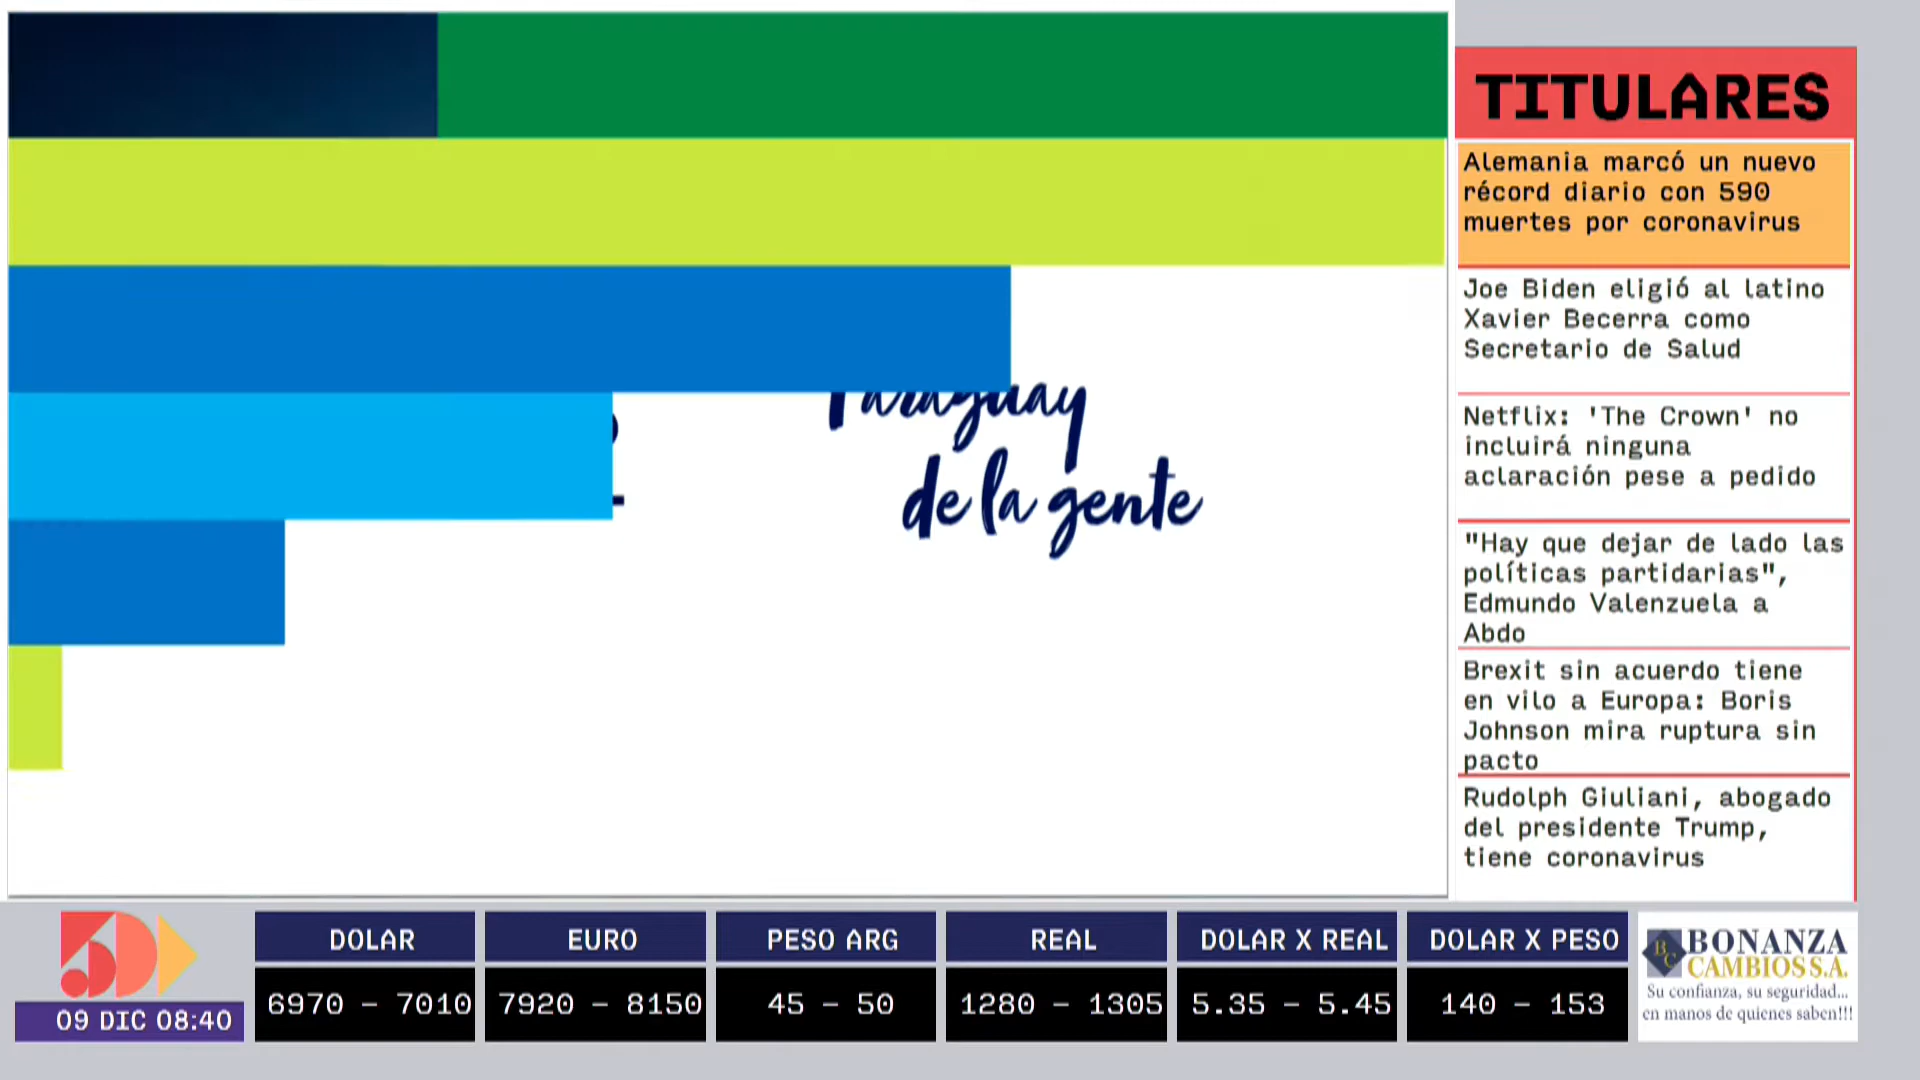 Paraguay
de la gente
TITULARES
Alemania marcó un nuevo
récord diario con 590
muertes por coronavirus
Joe Biden eligió al latino
Xavier Becerra como
Secretario de Salud
Netflix: 'The Crown' no
incluirá ninguna
aclaración pese a pedido
"Hay que dejar de lado las
políticas partidarias",
Edmundo Valenzuela a
Abdo
Brexit sin acuerdo tiene
en vilo a Europa: Boris
Johnson mira ruptura sin
pacto
Rudolph Giuliani, abogado
del presidente Trump,
tiene coronavirus
5D
09 DIC 08:40
DOLAR
6970 - 7010
EURO
7920 - 8150
PESO ARG
45 - 50
REAL
1280 - 1305
DOLAR X REAL
5.35 - 5.45
DOLAR X PESO
140 - 153
BC
BONANZA
CAMBIOS S.A.
Su confianza, su seguridad...
en manos de quienes saben!!!